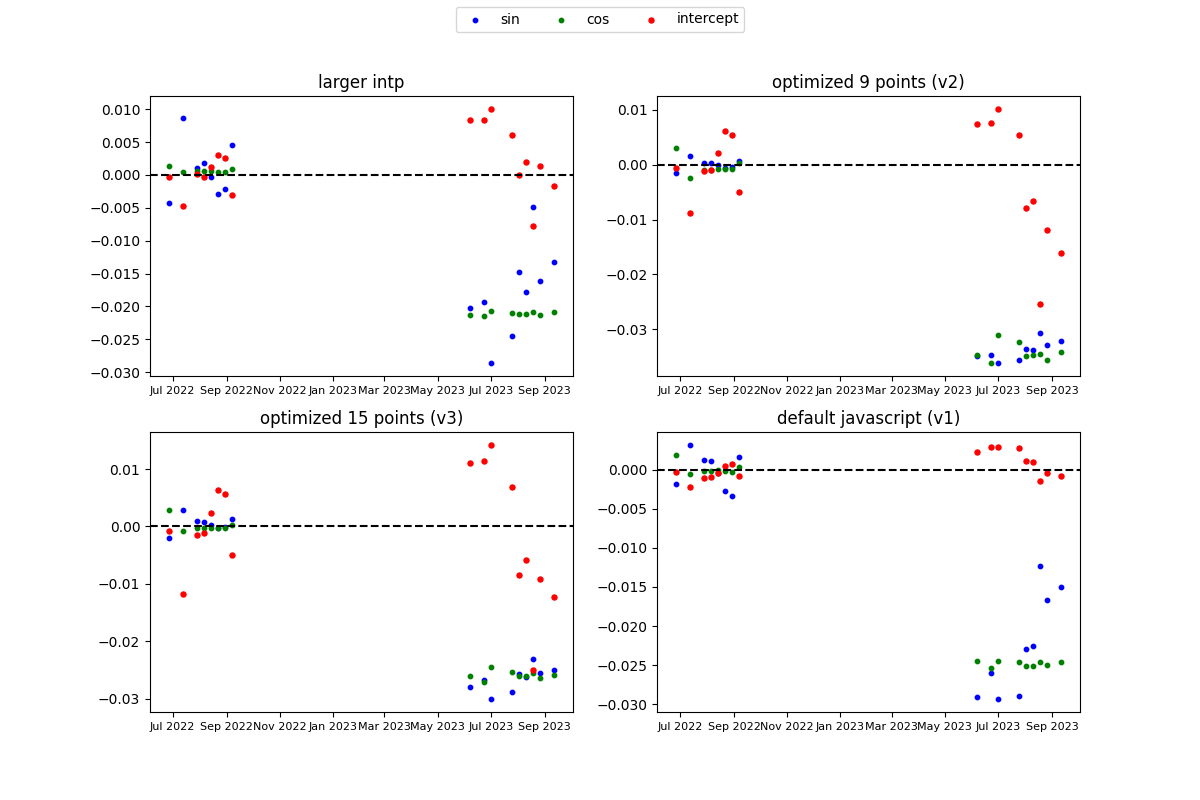 sin cos intercept
larger intp
0.010
0.005
0.000
−0.005
−0.010
−0.015
−0.020
−0.025
−0.030
Jul 2022 Sep 2022 Nov 2022 Jan 2023 Mar 2023 May 2023 Jul 2023 Sep 2023
optimized 9 points (v2)
0.01
0.00
−0.01
−0.02
−0.03
Jul 2022 Sep 2022 Nov 2022 Jan 2023 Mar 2023 May 2023 Jul 2023 Sep 2023
optimized 15 points (v3)
0.01
0.00
−0.01
−0.02
−0.03
Jul 2022 Sep 2022 Nov 2022 Jan 2023 Mar 2023 May 2023 Jul 2023 Sep 2023
default javascript (v1)
0.000
−0.005
−0.010
−0.015
−0.020
−0.025
−0.030
Jul 2022 Sep 2022 Nov 2022 Jan 2023 Mar 2023 May 2023 Jul 2023 Sep 2023